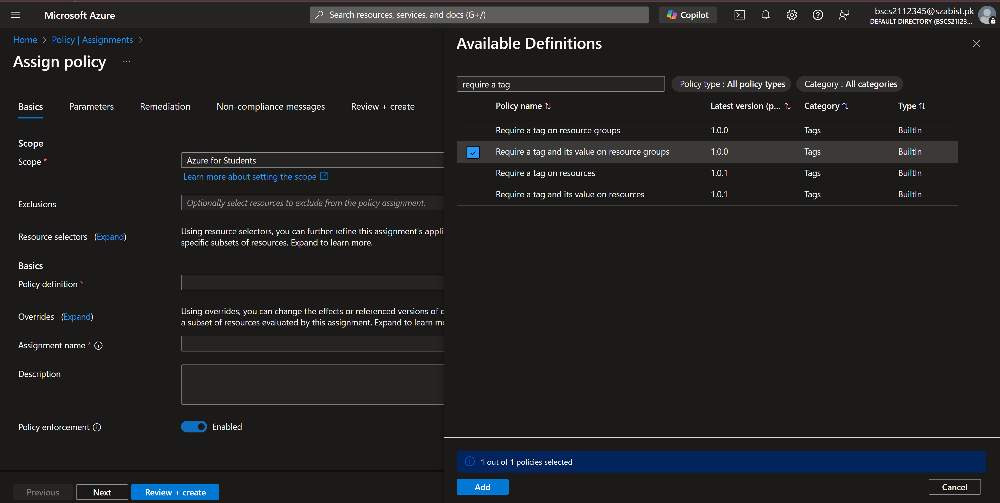 Microsoft Azure
Search resources, services, and docs (G+/)
Copilot
bscs2112345@szabist.pk
DEFAULT DIRECTORY (BSCS21123...
Home > Policy | Assignments >
Assign policy ...
Basics Parameters Remediation Non-compliance messages Review + create
Scope
Scope *
Azure for Students
Learn more about setting the scope
Exclusions
Optionally select resources to exclude from the policy assignment.
Resource selectors (Expand)
Using resource selectors, you can further refine this assignment's appli
specific subsets of resources. Expand to learn more.
Basics
Policy definition *
Overrides (Expand)
Using overrides, you can change the effects or referenced versions of
a subset of resources evaluated by this assignment. Expand to learn
Assignment name *
Description
Policy enforcement
Enabled
Previous Next Review + create
Available Definitions
require a tag
Policy type : All policy types
Category : All categories
Policy name Latest version (p... Category Type
Require a tag on resource groups 1.0.0 Tags BuiltIn
Require a tag and its value on resource groups 1.0.0 Tags BuiltIn
Require a tag on resources 1.0.1 Tags BuiltIn
Require a tag and its value on resources 1.0.1 Tags BuiltIn
1 out of 1 policies selected
Add Cancel